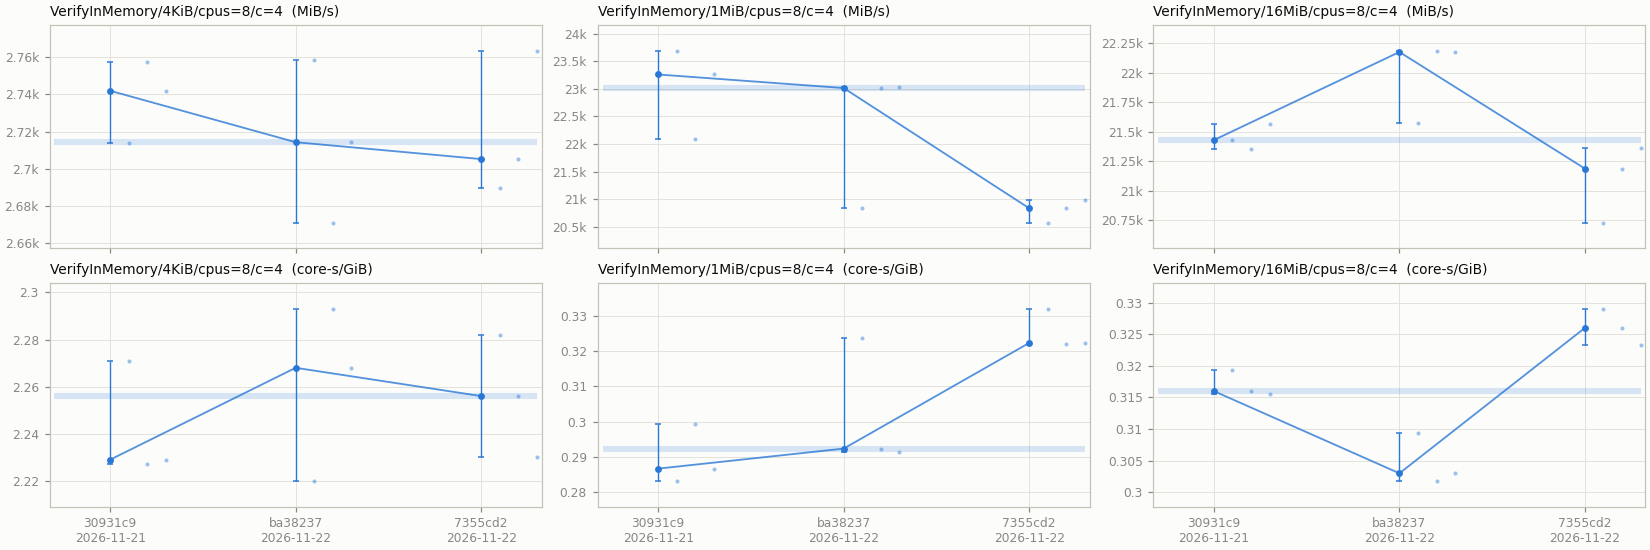 VerifyInMemory/4KiB/cpus=8/c=4 (MiB/s)
2.76k
2.74k
2.72k
2.7k
2.68k
2.66k
VerifyInMemory/1MiB/cpus=8/c=4 (MiB/s)
24k
23.5k
23k
22.5k
22k
21.5k
21k
20.5k
VerifyInMemory/16MiB/cpus=8/c=4 (MiB/s)
22.25k
22k
21.75k
21.5k
21.25k
21k
20.75k
VerifyInMemory/4KiB/cpus=8/c=4 (core-s/GiB)
2.3
2.28
2.26
2.24
2.22
30931c9
2026-11-21
ba38237
2026-11-22
7355cd2
2026-11-22
VerifyInMemory/1MiB/cpus=8/c=4 (core-s/GiB)
0.33
0.32
0.31
0.3
0.29
0.28
30931c9
2026-11-21
ba38237
2026-11-22
7355cd2
2026-11-22
VerifyInMemory/16MiB/cpus=8/c=4 (core-s/GiB)
0.33
0.325
0.32
0.315
0.31
0.305
0.3
30931c9
2026-11-21
ba38237
2026-11-22
7355cd2
2026-11-22